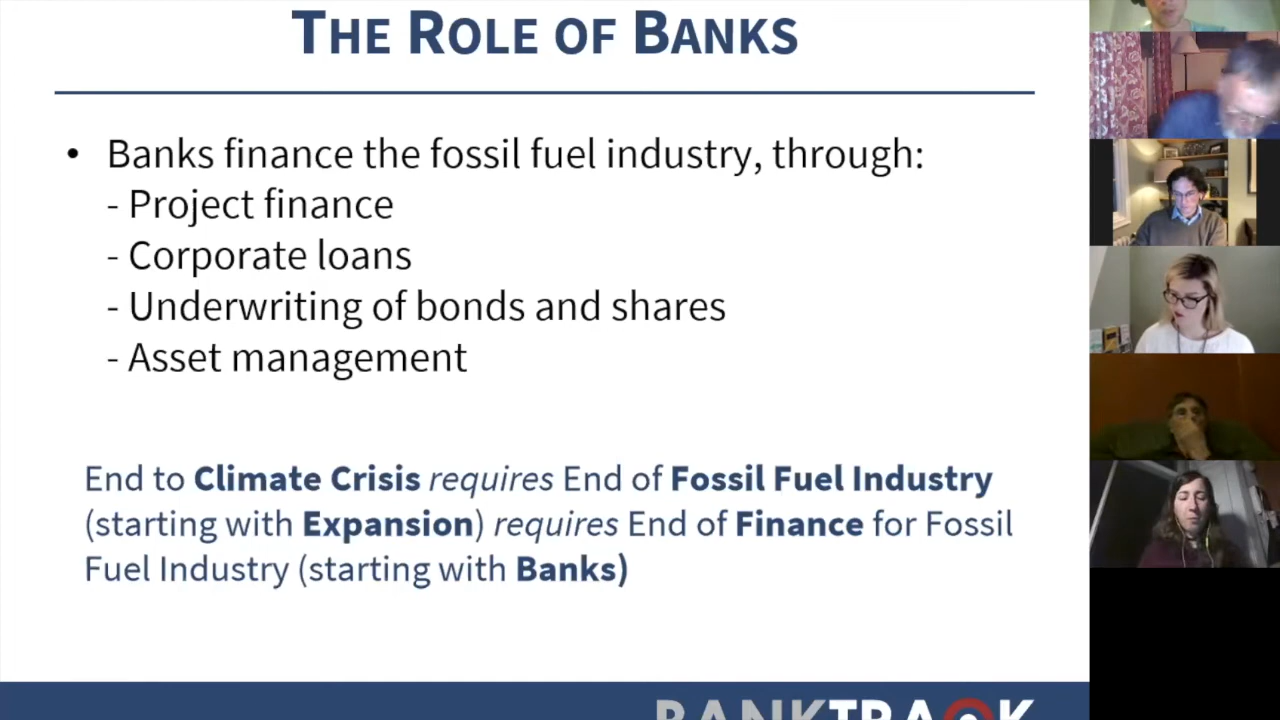 THE ROLE OF BANKS
• Banks finance the fossil fuel industry, through:
- Project finance
- Corporate loans
- Underwriting of bonds and shares
- Asset management
End to Climate Crisis requires End of Fossil Fuel Industry
(starting with Expansion) requires End of Finance for Fossil
Fuel Industry (starting with Banks)
BANKTRACK